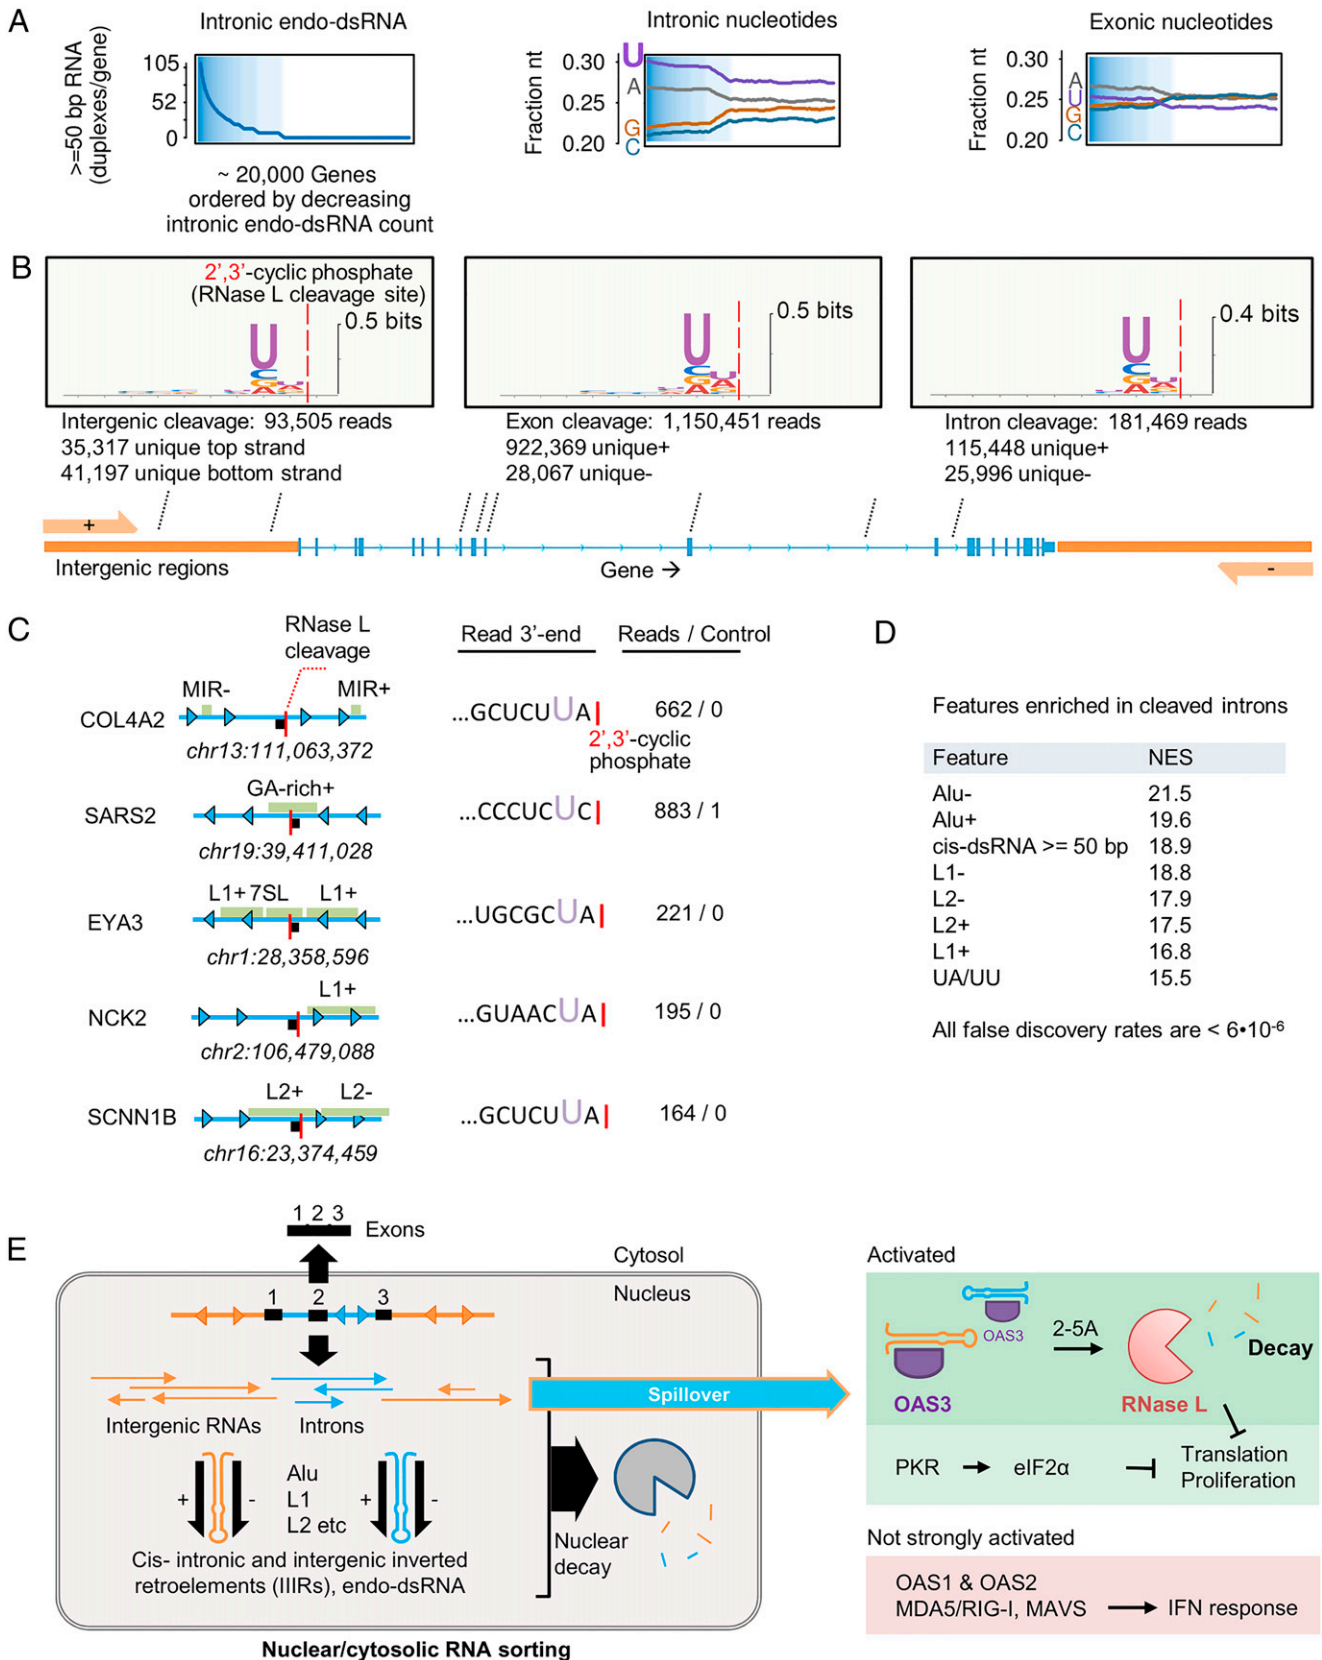 A
Intronic endo-dsRNA
>=50 bp RNA
(duplexes/gene)
105
52
0
~ 20,000 Genes
ordered by decreasing
intronic endo-dsRNA count
Intronic nucleotides
Fraction nt
0.30
0.25
0.20
U
A
G
C
Exonic nucleotides
Fraction nt
0.30
0.25
0.20
A
U
G
C
B
2',3'-cyclic phosphate
(RNase L cleavage site)
0.5 bits
U
C
G
A
Intergenic cleavage: 93,505 reads
35,317 unique top strand
41,197 unique bottom strand
0.5 bits
U
C
G
A
Exon cleavage: 1,150,451 reads
922,369 unique+
28,067 unique-
0.4 bits
U
C
G
A
Intron cleavage: 181,469 reads
115,448 unique+
25,996 unique-
+
Intergenic regions
Gene →
-
C
RNase L
cleavage
Read 3'-end
Reads / Control
COL4A2
MIR-
MIR+
chr13:111,063,372
...GCUCUUA
2',3'-cyclic
phosphate
662 / 0
SARS2
GA-rich+
chr19:39,411,028
...CCCUCUC
883 / 1
EYA3
L1+ 7SL L1+
chr1:28,358,596
...UGCGCUA
221 / 0
NCK2
L1+
chr2:106,479,088
...GUAACUA
195 / 0
SCNN1B
L2+ L2-
chr16:23,374,459
...GCUCUUA
164 / 0
D
Features enriched in cleaved introns
Feature NES
Alu- 21.5
Alu+ 19.6
cis-dsRNA >= 50 bp 18.9
L1- 18.8
L2- 17.9
L2+ 17.5
L1+ 16.8
UA/UU 15.5
All false discovery rates are < 6•10⁻⁶
E
1 2 3
Exons
Cytosol
Nucleus
1 2 3
Intergenic RNAs
Introns
+ -
Alu
L1
L2 etc
+ -
Cis- intronic and intergenic inverted
retroelements (IIIRs), endo-dsRNA
Nuclear
decay
Spillover
Nuclear/cytosolic RNA sorting
Activated
OAS3
OAS3
2-5A
RNase L
Decay
PKR → eIF2α
Translation
Proliferation
Not strongly activated
OAS1 & OAS2
MDA5/RIG-I, MAVS → IFN response